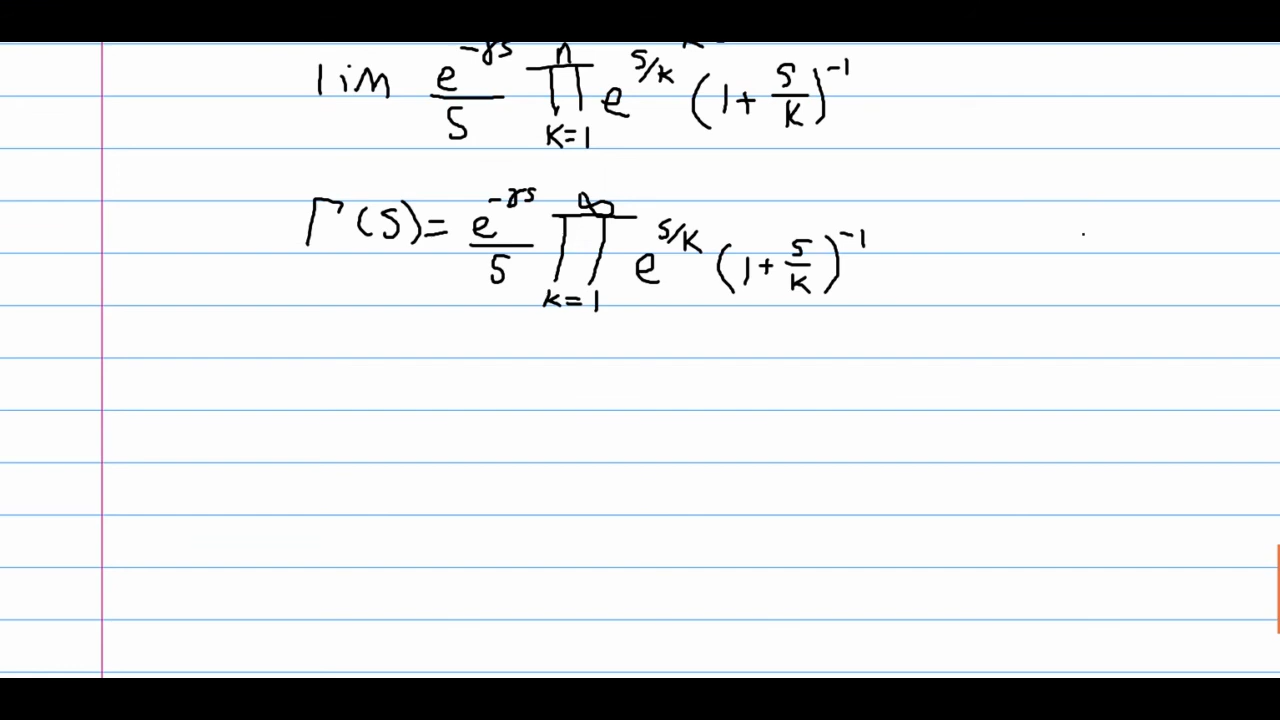 lim e^{-γs}/s ∏_{k=1}^{n} e^{s/k} (1 + s/k)^{-1}
Γ(s) = e^{-γs}/s ∏_{k=1}^{∞} e^{s/k} (1 + s/k)^{-1}